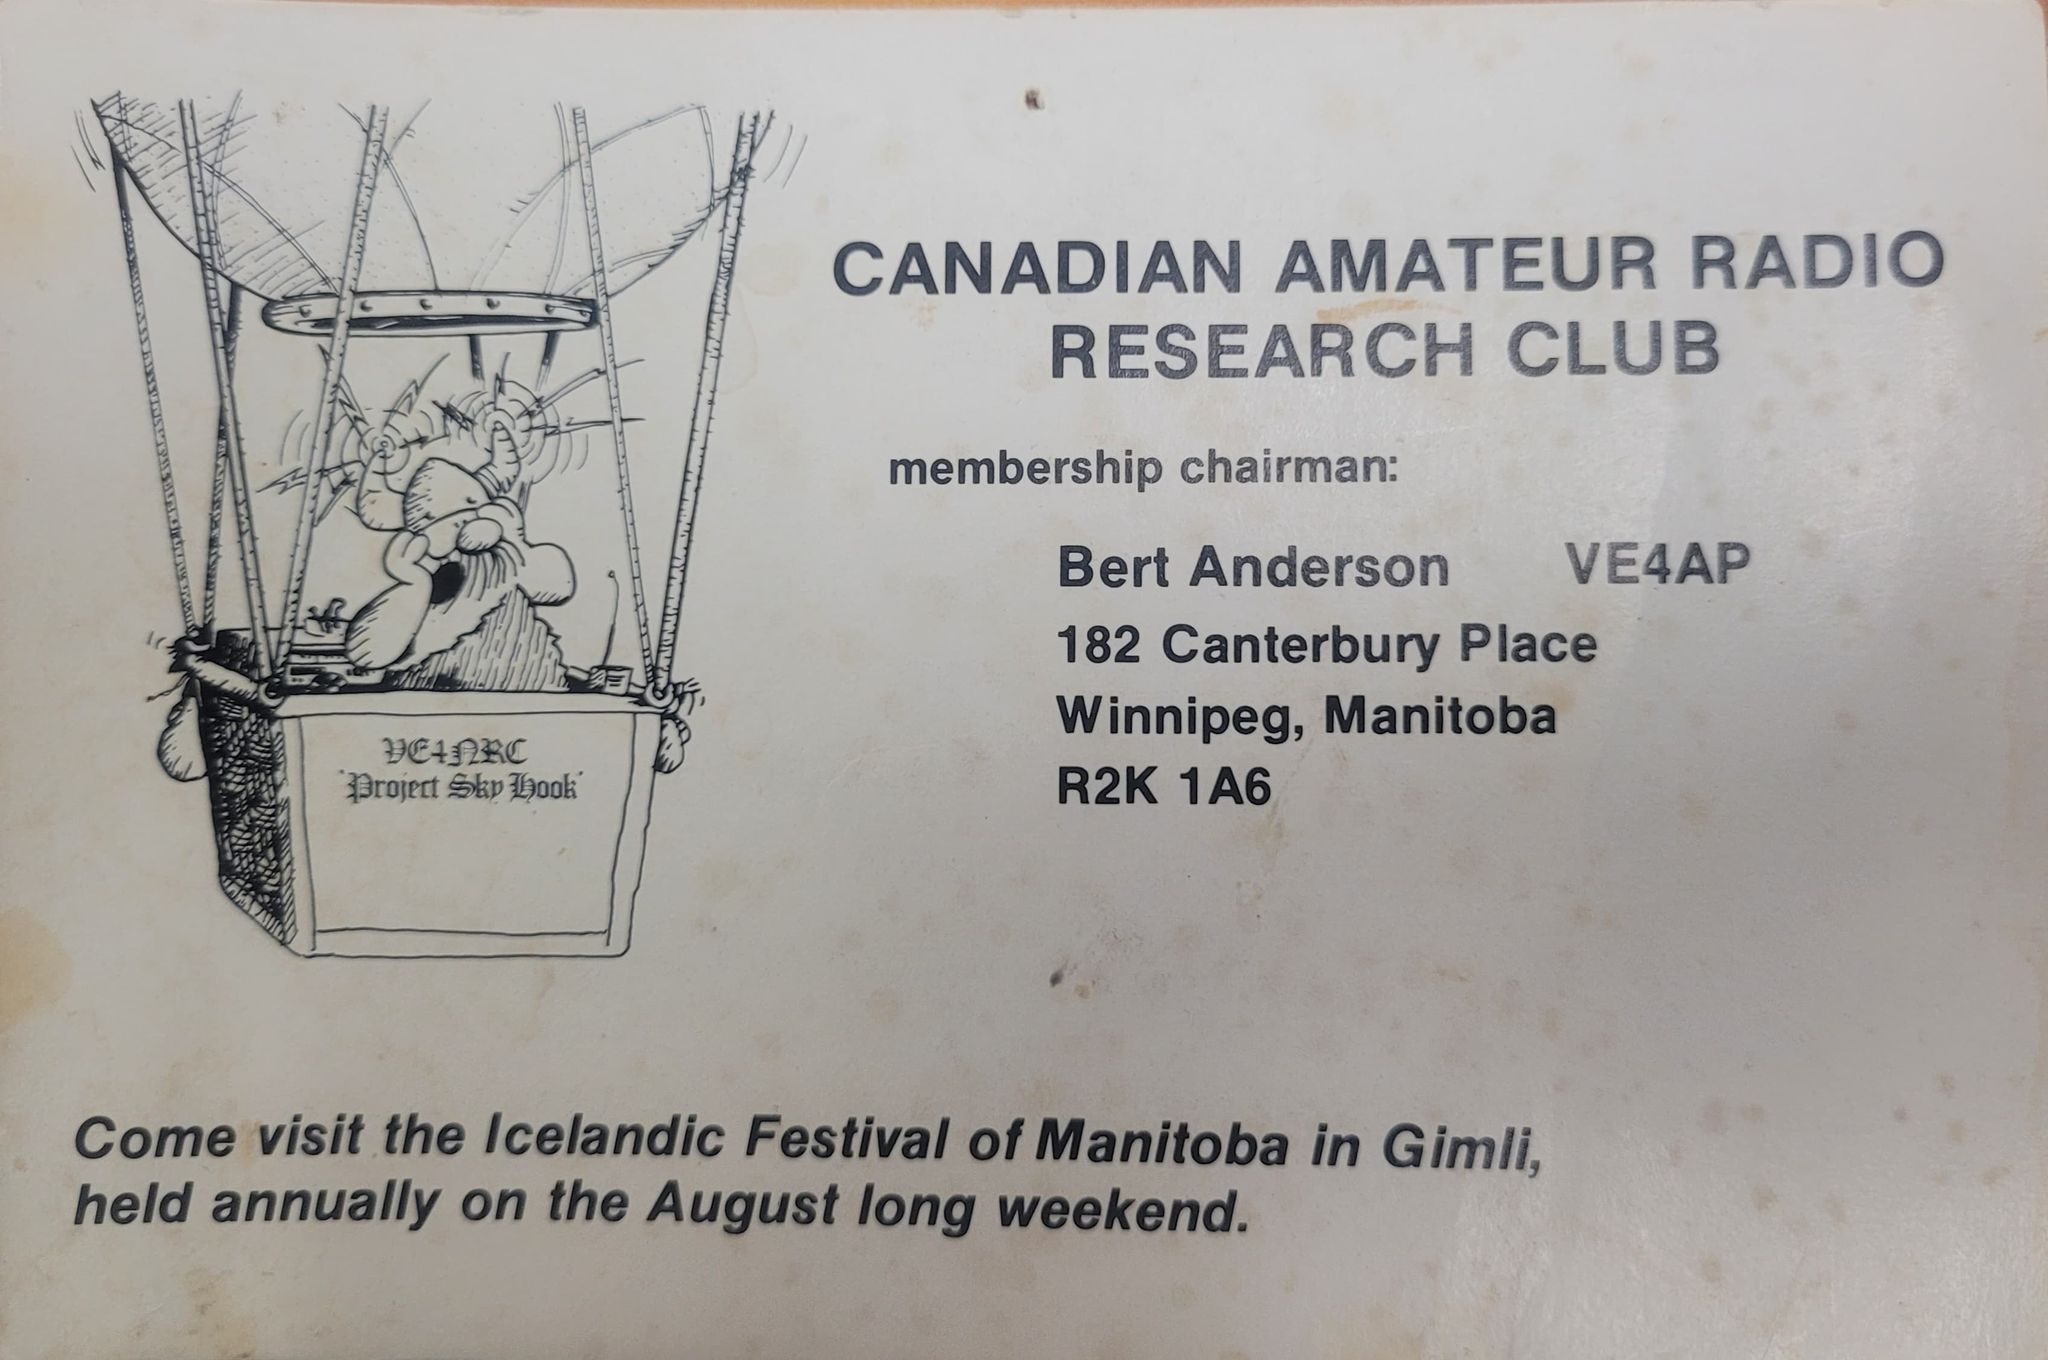 CANADIAN AMATEUR RADIO
RESEARCH CLUB
membership chairman:
Bert Anderson VE4AP
182 Canterbury Place
Winnipeg, Manitoba
R2K 1A6
VE4NRC
'Project Sky Hook'
Come visit the Icelandic Festival of Manitoba in Gimli,
held annually on the August long weekend.